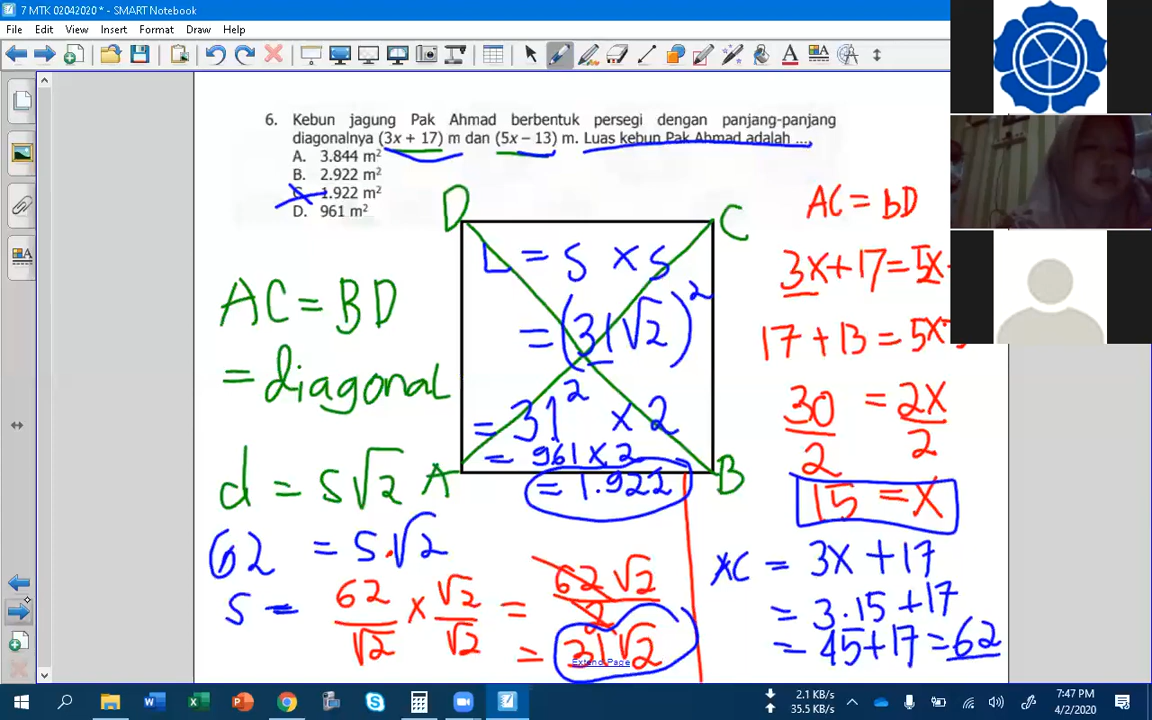 7 MTK 02042020 * - SMART Notebook
File Edit View Insert Format Draw Help
6. Kebun jagung Pak Ahmad berbentuk persegi dengan panjang-panjang
diagonalnya (3x + 17) m dan (5x – 13) m. Luas kebun Pak Ahmad adalah ....
A. 3.844 m²
B. 2.922 m²
C. 1.922 m²
D. 961 m²
D
C
L = s × s
= (31√2)²
= 31² × 2
= 961 × 2
= 1.922
A
B
AC = BD
= diagonal
d = s√2
62 = s.√2
s =
62/√2 × √2/√2 = 62√2/2
= 31√2
Extend Page
AC = BD
3x+17=5x
17+13=5x
30/2 = 2x/2
15 = x
AC = 3x + 17
= 3.15 + 17
= 45+17=62
2.1 KB/s
35.5 KB/s
7:47 PM
4/2/2020